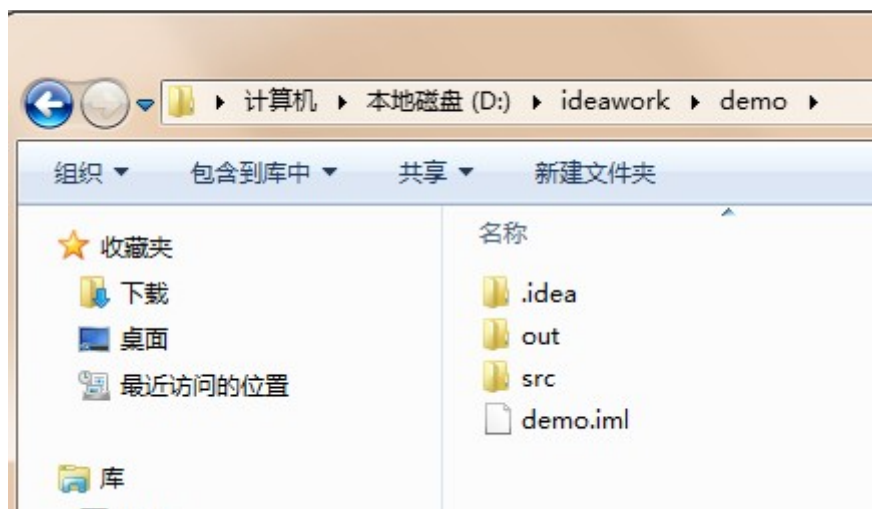 计算机 本地磁盘 (D:) ideawork demo
组织 包含到库中 共享 新建文件夹
收藏夹
下载
桌面
最近访问的位置
库
名称
.idea
out
src
demo.iml